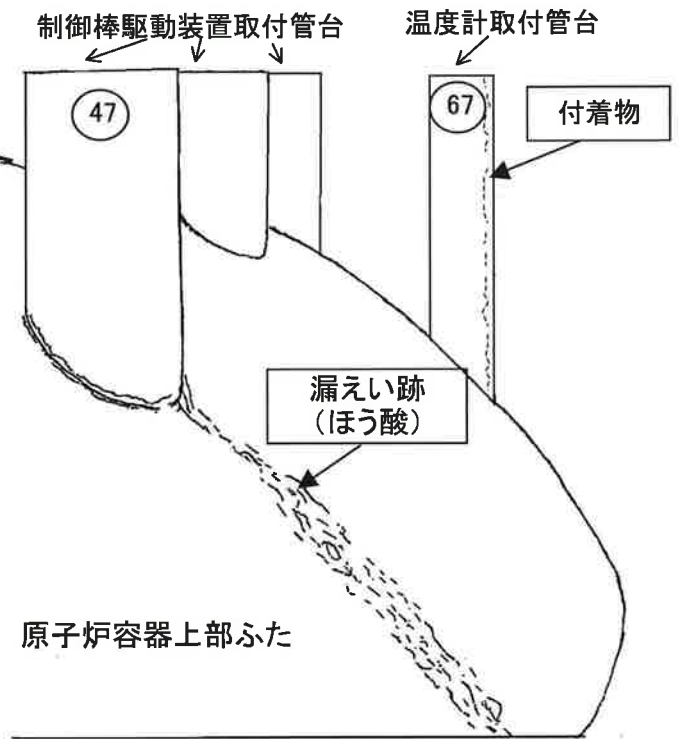 制御棒駆動装置取付管台
温度計取付管台
47
67
付着物
漏えい跡
（ほう酸）
原子炉容器上部ふた